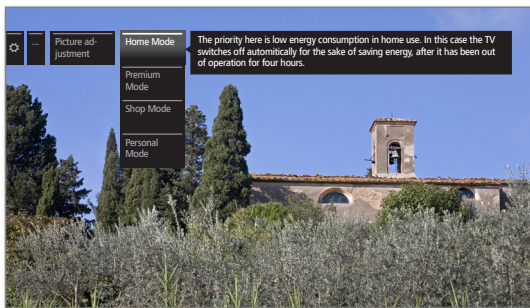 ...
Picture ad-
justment
Home Mode
The priority here is low energy consumption in home use. In this case the TV
switches off automitically for the sake of saving energy, after it has been out
of operation for four hours.
Premium
Mode
Shop Mode
Personal
Mode